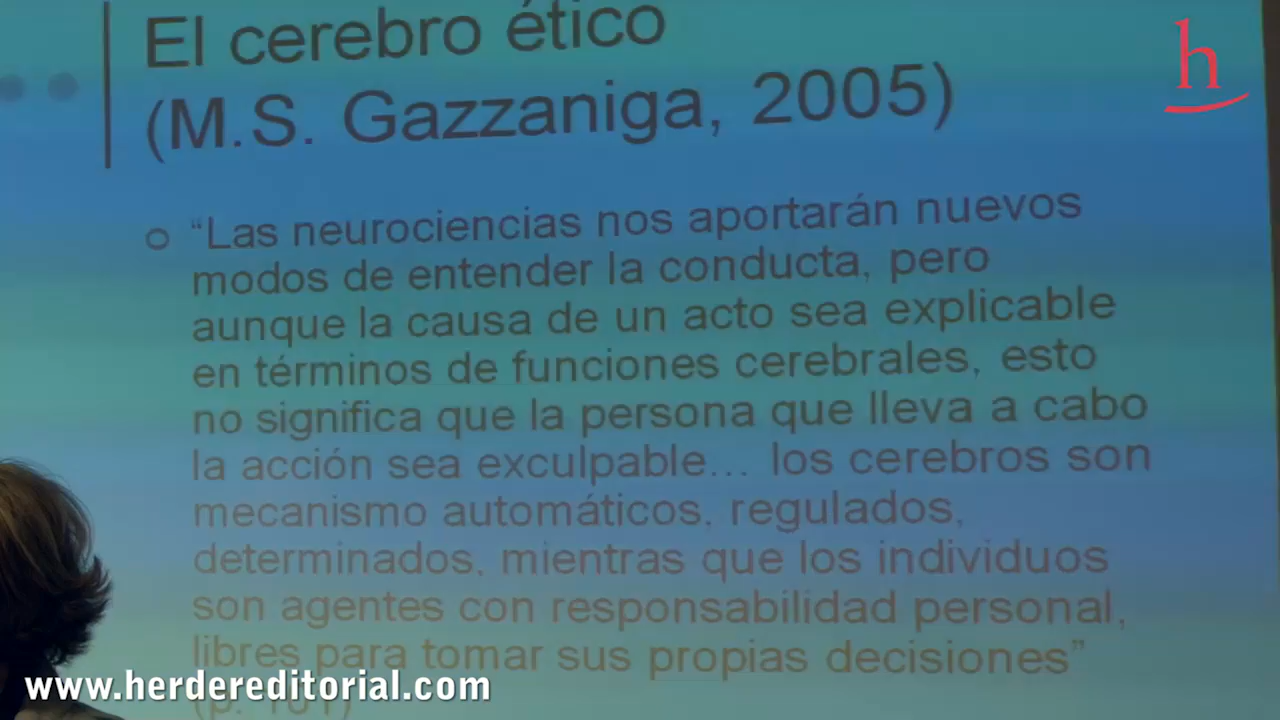 El cerebro ético
(M.S. Gazzaniga, 2005)
h
“Las neurociencias nos aportarán nuevos
modos de entender la conducta, pero
aunque la causa de un acto sea explicable
en términos de funciones cerebrales, esto
no significa que la persona que lleva a cabo
la acción sea exculpable... los cerebros son
mecanismo automáticos, regulados,
determinados, mientras que los individuos
son agentes con responsabilidad personal,
libres para tomar sus propias decisiones”
www.herdereditorial.com